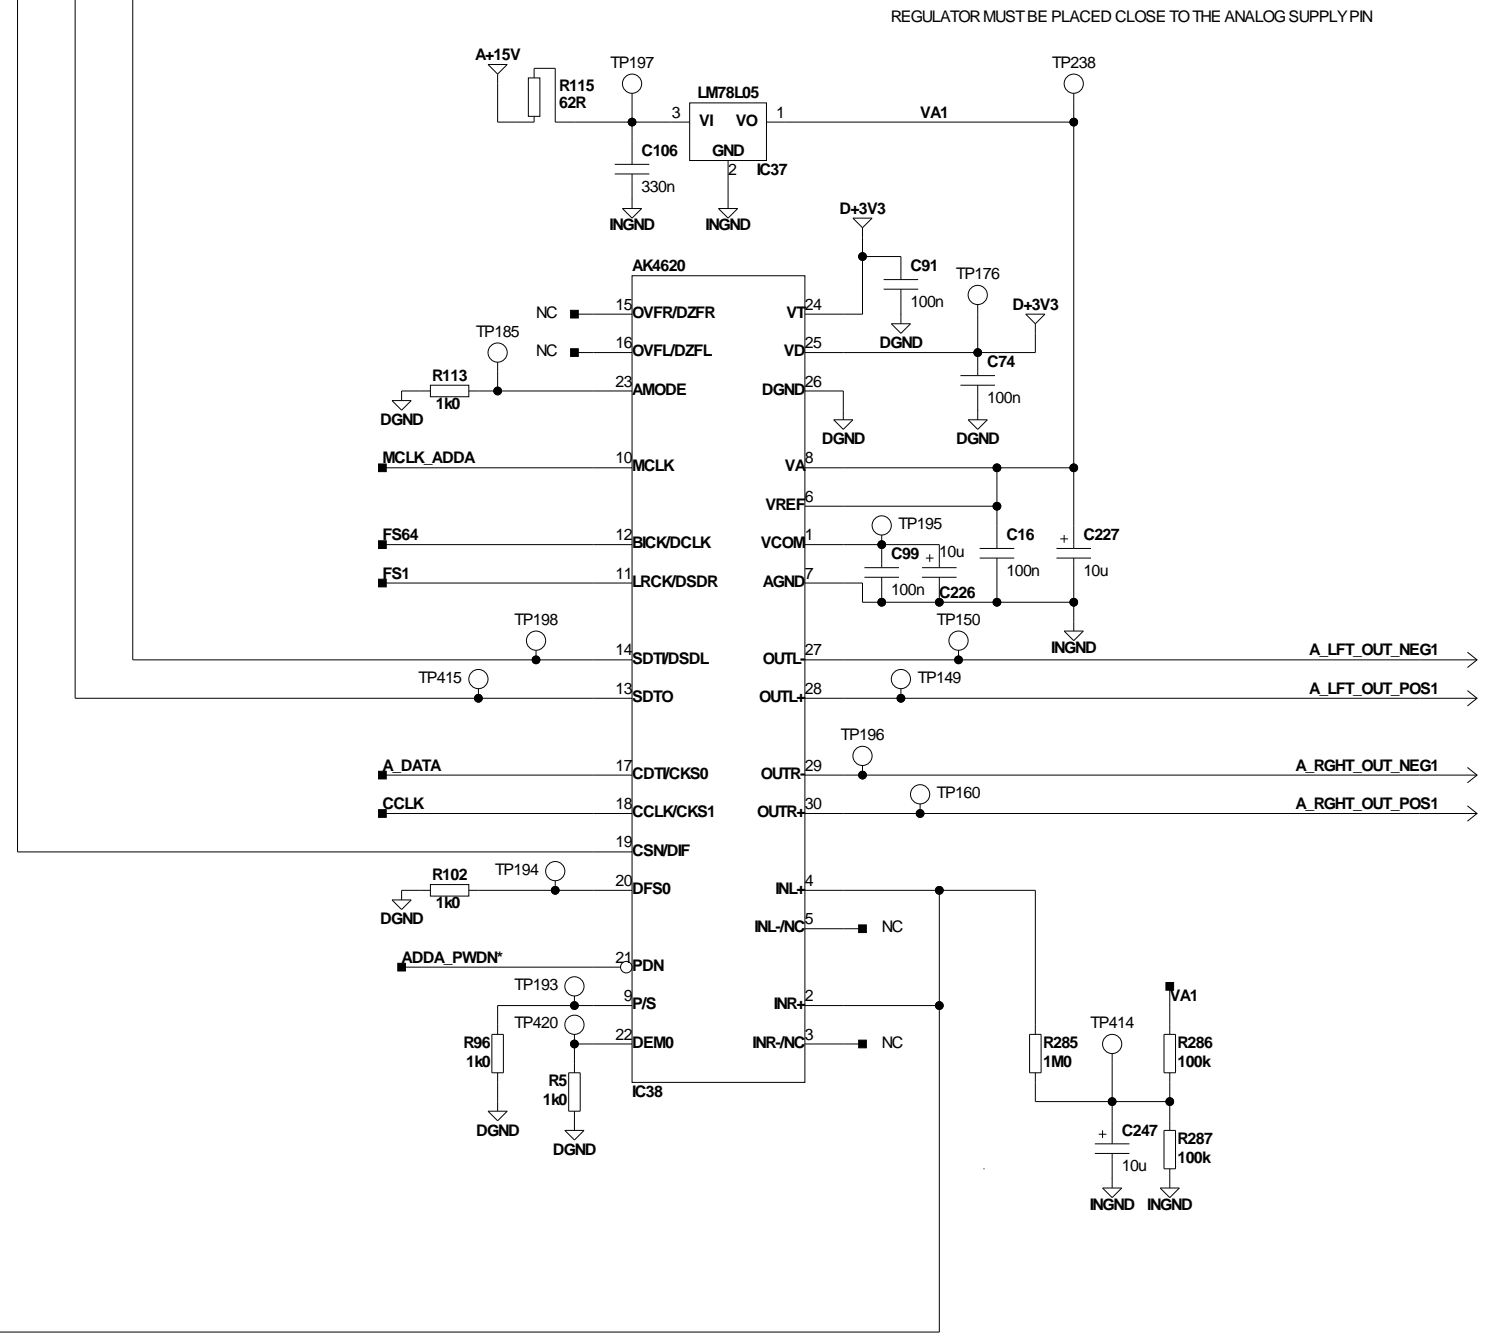 REGULATOR MUST BE PLACED CLOSE TO THE ANALOG SUPPLY PIN
A+15V
TP197
TP238
R115
62R
LM78L05
3
VI
VO
1
VA1
GND
C106
2
IC37
330n
INGND
INGND
D+3V3
AK4620
C91
TP176
100n
NC
15
OVFR/DZFR
VT
24
D+3V3
TP185
DGND
NC
16
OVFL/DZFL
VD
25
C74
R113
1k0
23
AMODE
DGND
26
100n
DGND
DGND
DGND
MCLK_ADDA
10
MCLK
VA
8
VREF
6
TP195
FS64
12
BICK/DCLK
VCOM
1
C99
+
10u
C16
+
C227
FS1
11
LRCK/DSDR
AGND
7
100n
C226
100n
10u
TP198
TP150
INGND
14
SDTI/DSDL
OUTL-
27
A_LFT_OUT_NEG1
TP415
TP149
13
SDTO
OUTL+
28
A_LFT_OUT_POS1
TP196
A_DATA
17
CDTI/CKS0
OUTR-
29
A_RGHT_OUT_NEG1
TP160
CCLK
18
CCLK/CKS1
OUTR+
30
A_RGHT_OUT_POS1
19
CSN/DIF
TP194
R102
1k0
20
DFS0
INL+
4
DGND
INL-/NC
5
NC
ADDA_PWDN*
21
PDN
TP193
9
P/S
INR+
2
VA1
TP420
TP414
R96
1k0
22
DEM0
INR-/NC
3
NC
R285
1M0
R286
100k
R5
1k0
IC38
DGND
DGND
+
C247
10u
R287
100k
INGND
INGND